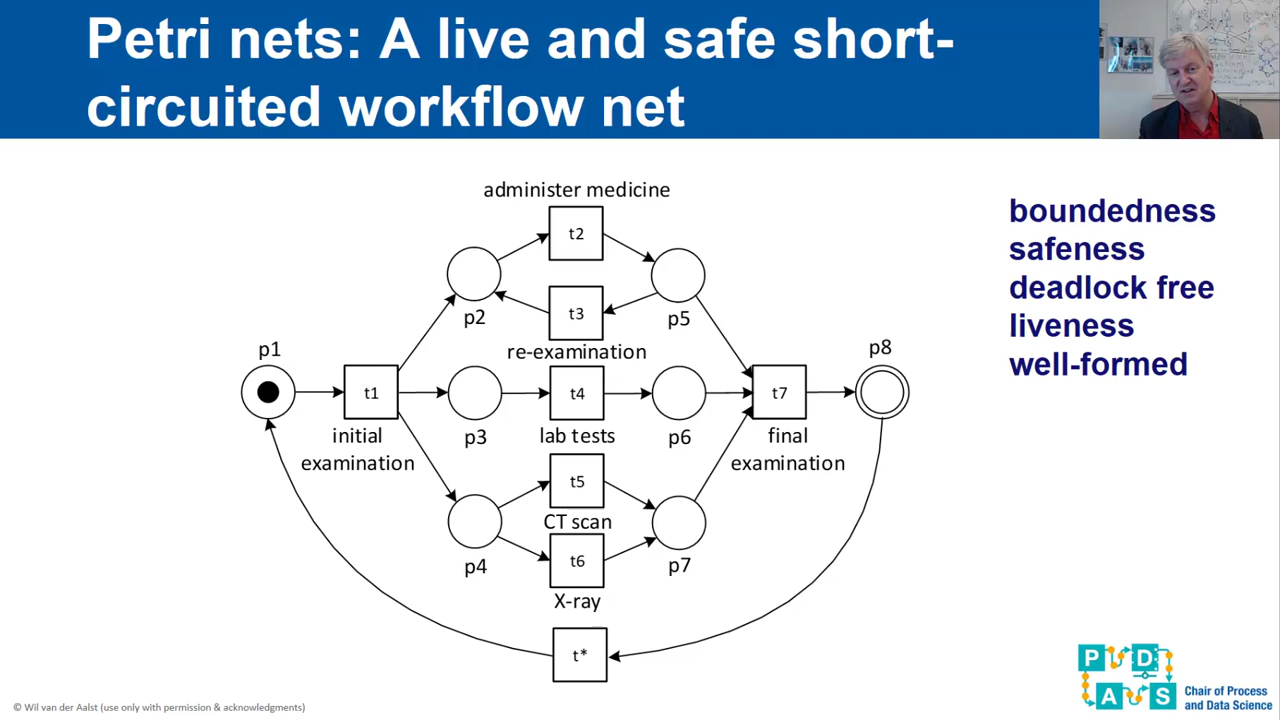 Petri nets: A live and safe short-
circuited workflow net
administer medicine
t2
p2
t3
p5
re-examination
p1
p8
t1
p3
t4
p6
t7
initial
examination
lab tests
final
examination
t5
CT scan
p4
t6
p7
X-ray
t*
boundedness
safeness
deadlock free
liveness
well-formed
P D
A S
Chair of Process
and Data Science
© Wil van der Aalst (use only with permission & acknowledgments)